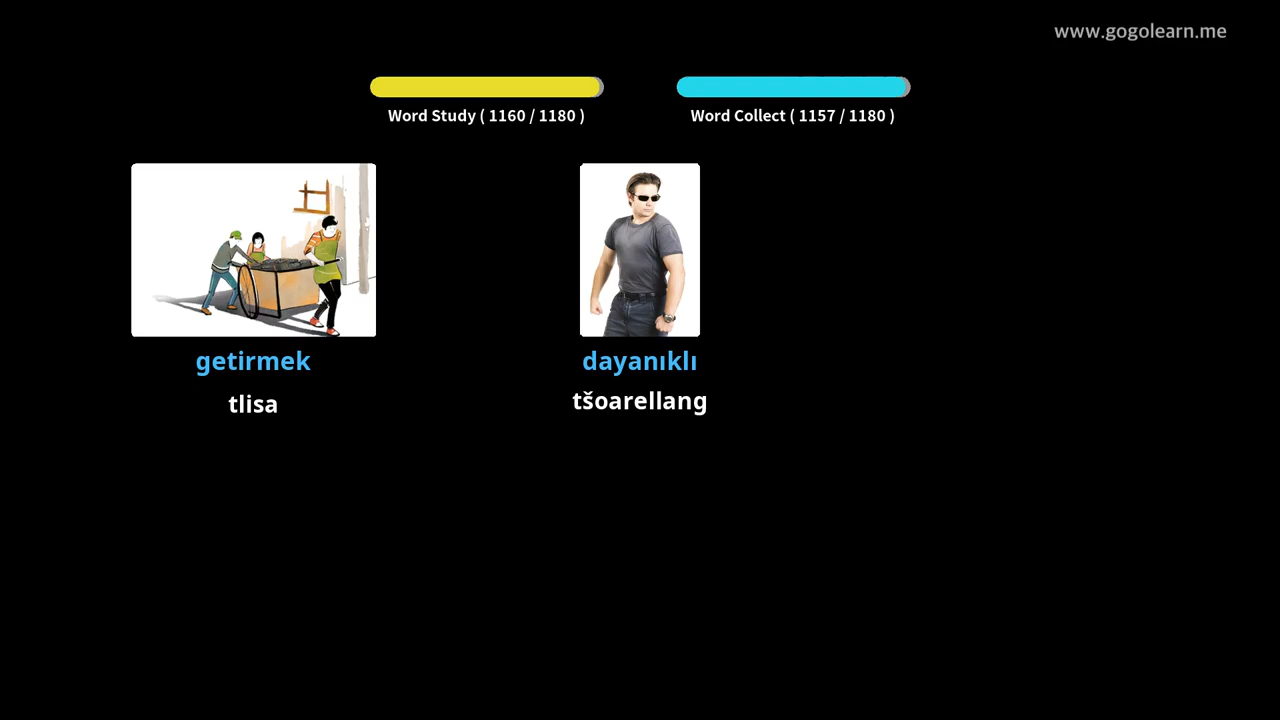 www.gogolearn.me
Word Study ( 1160 / 1180 )
Word Collect ( 1157 / 1180 )
getirmek
tlisa
dayanıklı
tšoarellang